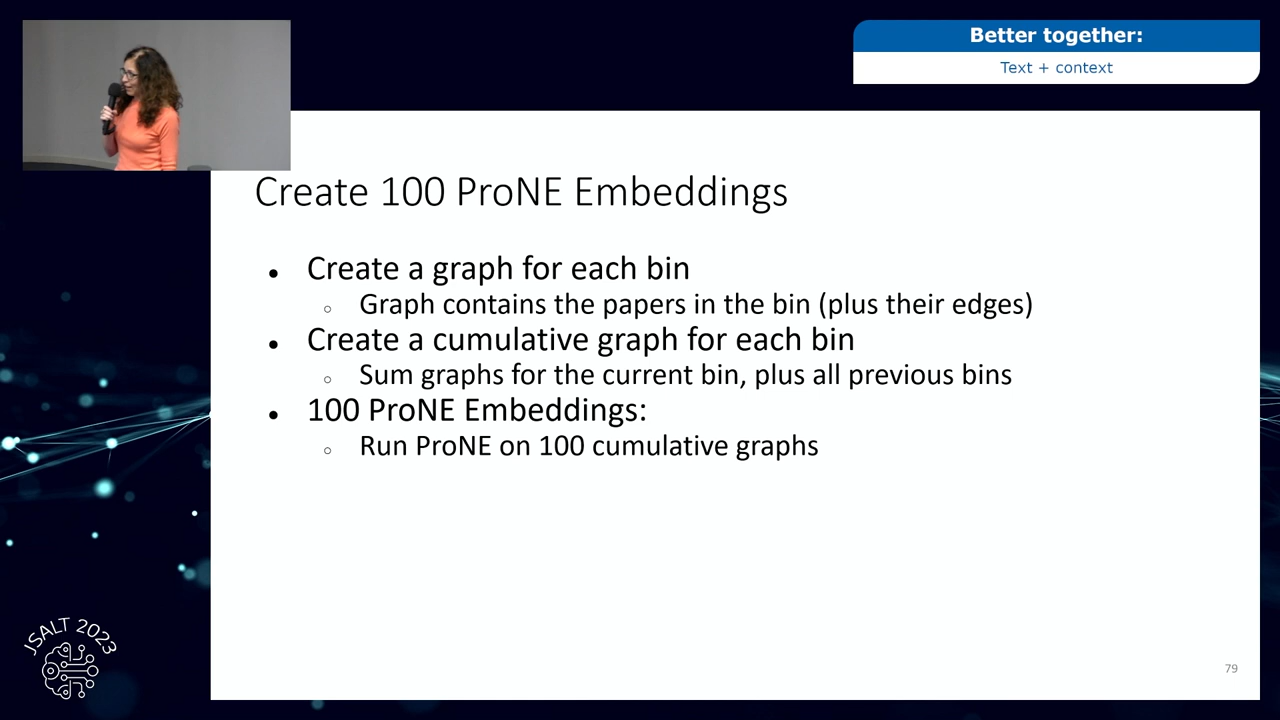 Better together:
Text + context
Create 100 ProNE Embeddings
● Create a graph for each bin
○ Graph contains the papers in the bin (plus their edges)
● Create a cumulative graph for each bin
○ Sum graphs for the current bin, plus all previous bins
● 100 ProNE Embeddings:
○ Run ProNE on 100 cumulative graphs
JSALT 2023
79